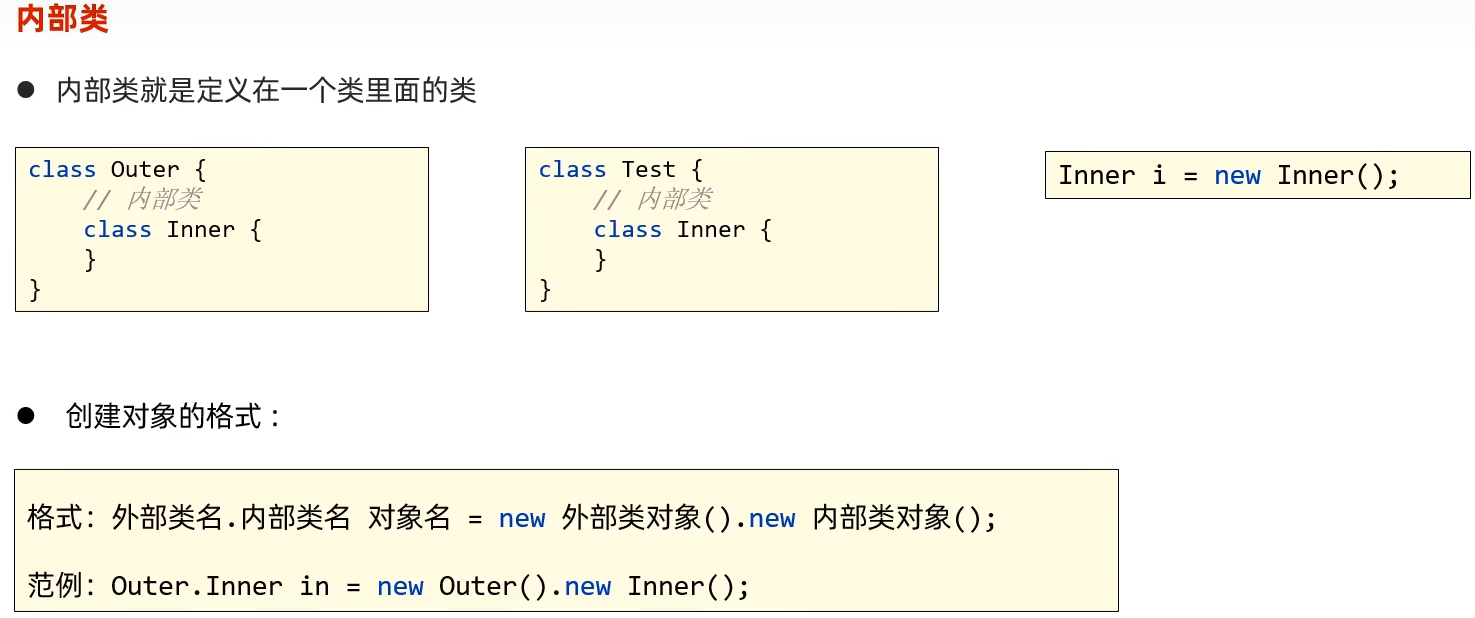 内部类
● 内部类就是定义在一个类里面的类
class Outer {
    // 内部类
    class Inner {
    }
}
class Test {
    // 内部类
    class Inner {
    }
}
Inner i = new Inner();
● 创建对象的格式：
格式：外部类名.内部类名 对象名 = new 外部类对象().new 内部类对象();
范例：Outer.Inner in = new Outer().new Inner();